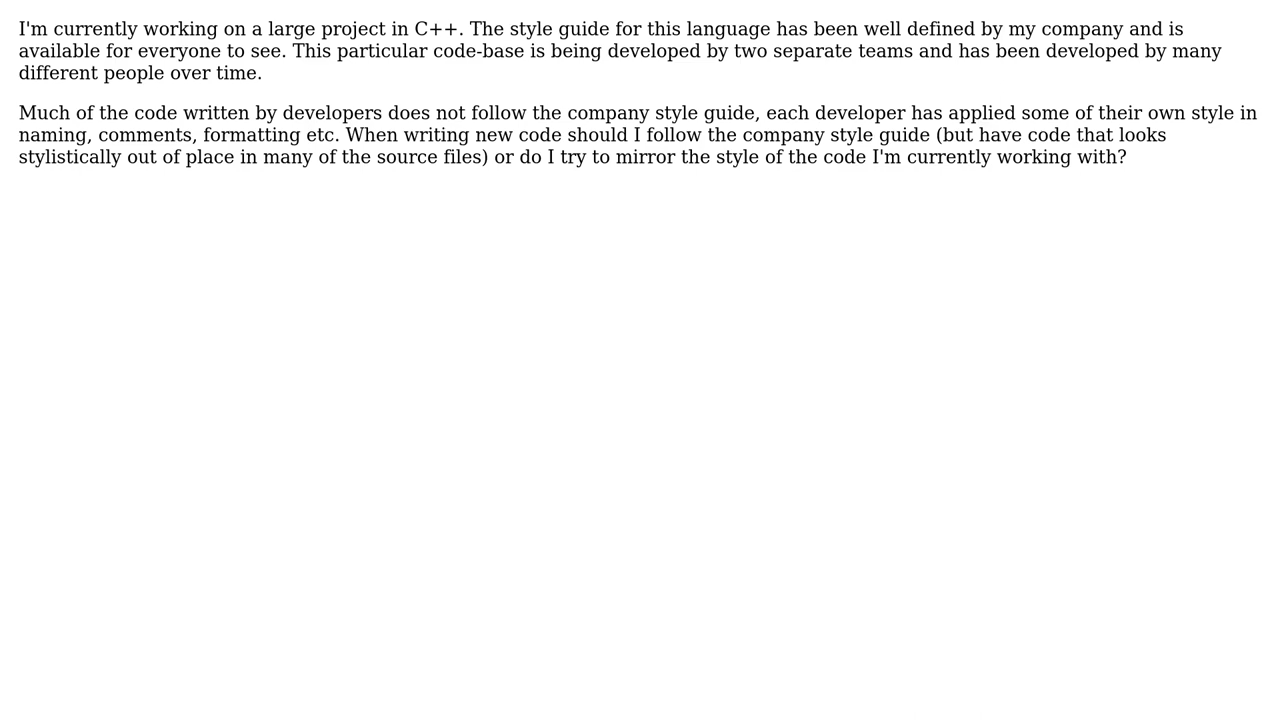 I'm currently working on a large project in C++. The style guide for this language has been well defined by my company and is
available for everyone to see. This particular code-base is being developed by two separate teams and has been developed by many
different people over time.
Much of the code written by developers does not follow the company style guide, each developer has applied some of their own style in
naming, comments, formatting etc. When writing new code should I follow the company style guide (but have code that looks
stylistically out of place in many of the source files) or do I try to mirror the style of the code I'm currently working with?